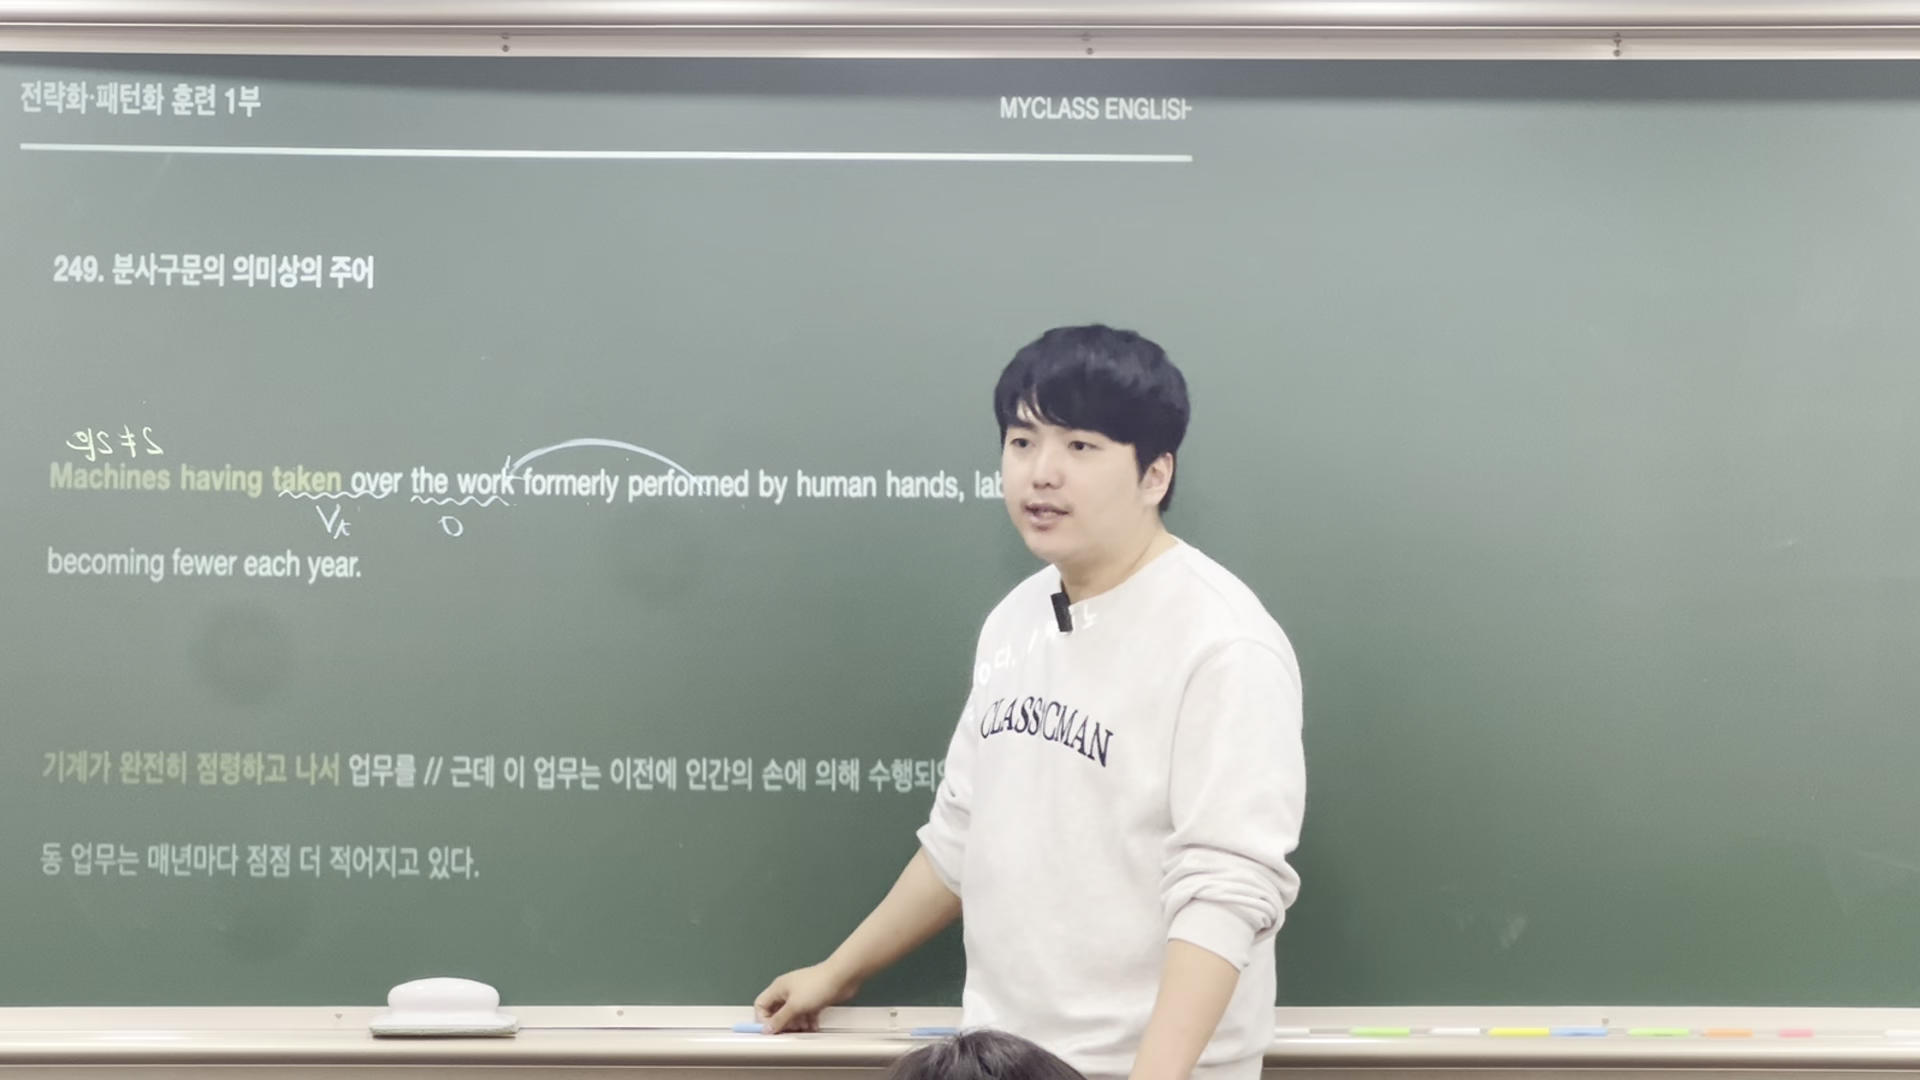 전략화·패턴화 훈련 1부
MYCLASS ENGLISH
249. 분사구문의 의미상의 주어
Machines having taken over the work formerly performed by human hands, lab
Vt O
becoming fewer each year.
기계가 완전히 점령하고 나서 업무를 // 근데 이 업무는 이전에 인간의 손에 의해 수행되었
동 업무는 매년마다 점점 더 적어지고 있다.
CLASSICMAN